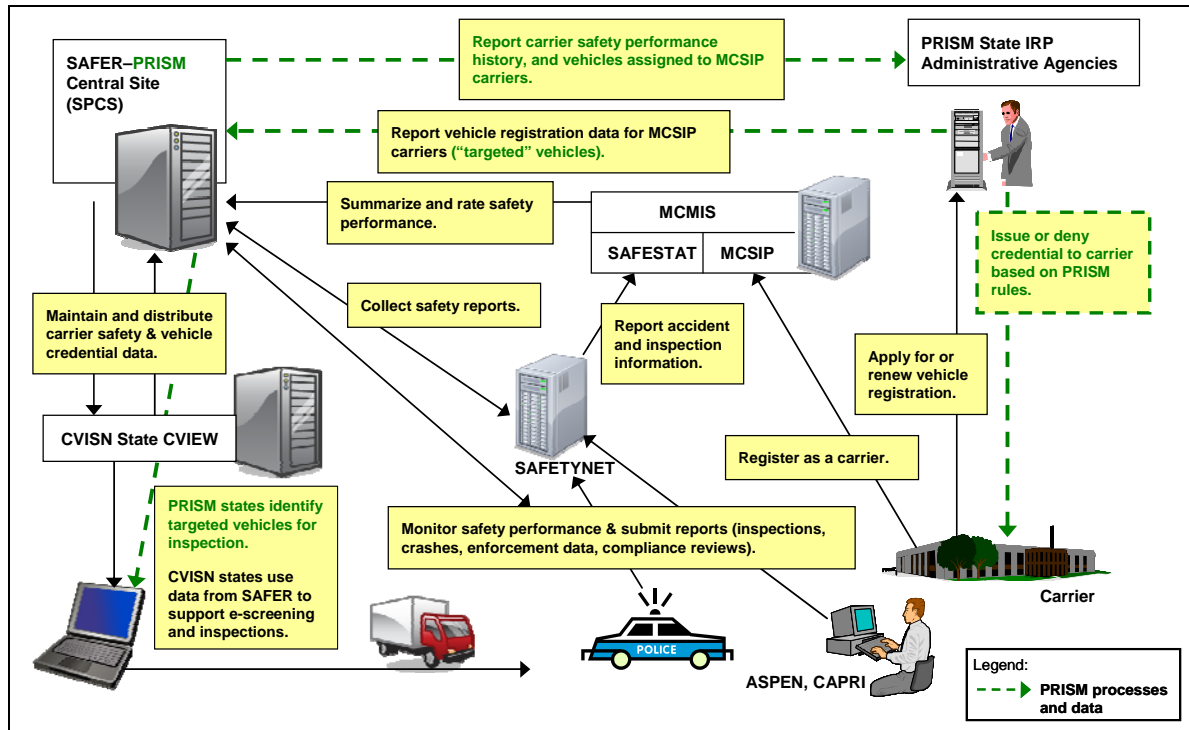 SAFER–PRISM
Central Site
(SPCS)
Report carrier safety performance
history, and vehicles assigned to MCSIP
carriers.
PRISM State IRP
Administrative Agencies
Report vehicle registration data for MCSIP
carriers (“targeted” vehicles).
Summarize and rate safety
performance.
MCMIS
SAFESTAT
MCSIP
Issue or deny
credential to carrier
based on PRISM
rules.
Maintain and distribute
carrier safety & vehicle
credential data.
Collect safety reports.
Report accident
and inspection
information.
Apply for or
renew vehicle
registration.
CVISN State CVIEW
SAFETYNET
Register as a carrier.
PRISM states identify
targeted vehicles for
inspection.
CVISN states use
data from SAFER to
support e-screening
and inspections.
Monitor safety performance & submit reports (inspections,
crashes, enforcement data, compliance reviews).
Carrier
POLICE
ASPEN, CAPRI
Legend:
PRISM processes
and data